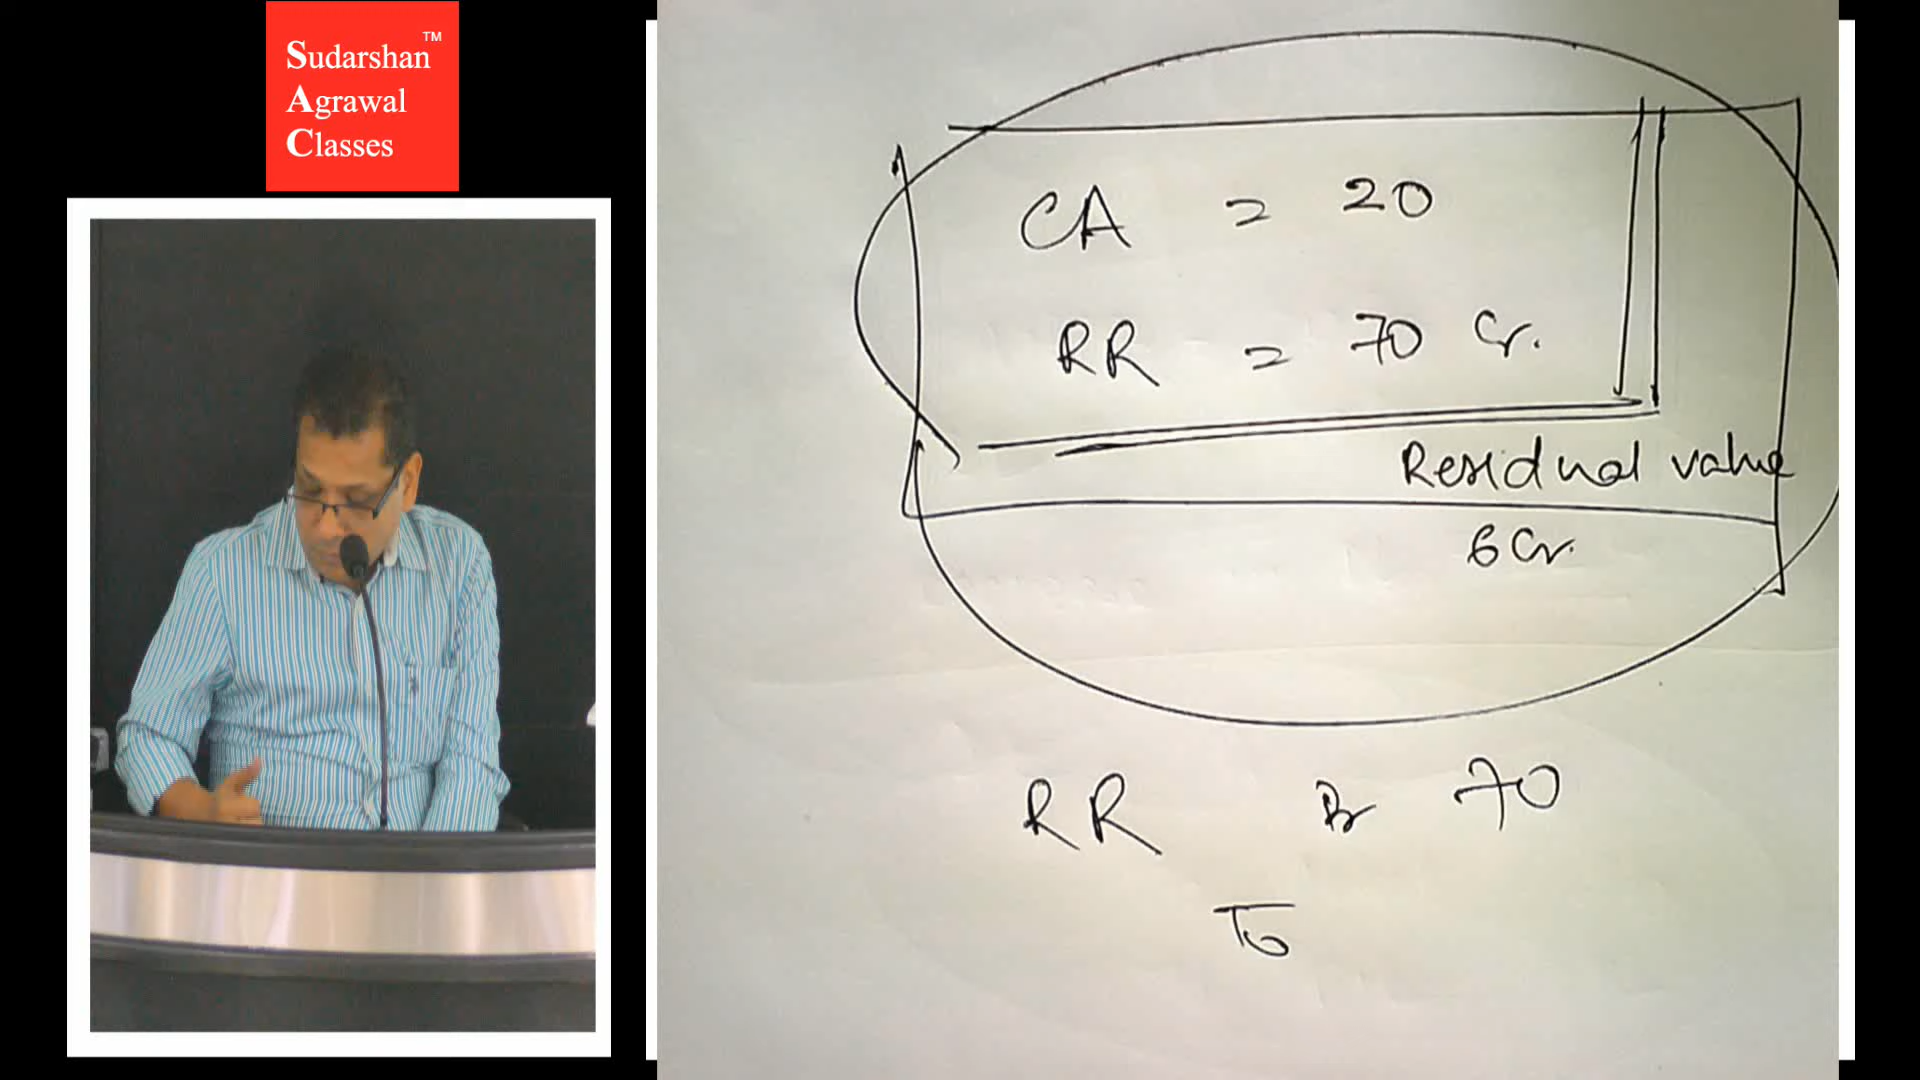 Sudarshan™
Agrawal
Classes
CA = 20
RR = 70 Cr.
Residual value
6 Cr.
RR Dr 70
To